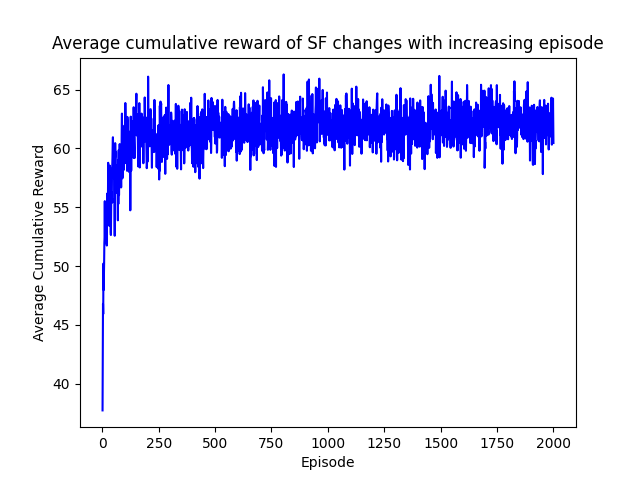 Average cumulative reward of SF changes with increasing episode
Average Cumulative Reward
65
60
55
50
45
40
0 250 500 750 1000 1250 1500 1750 2000
Episode